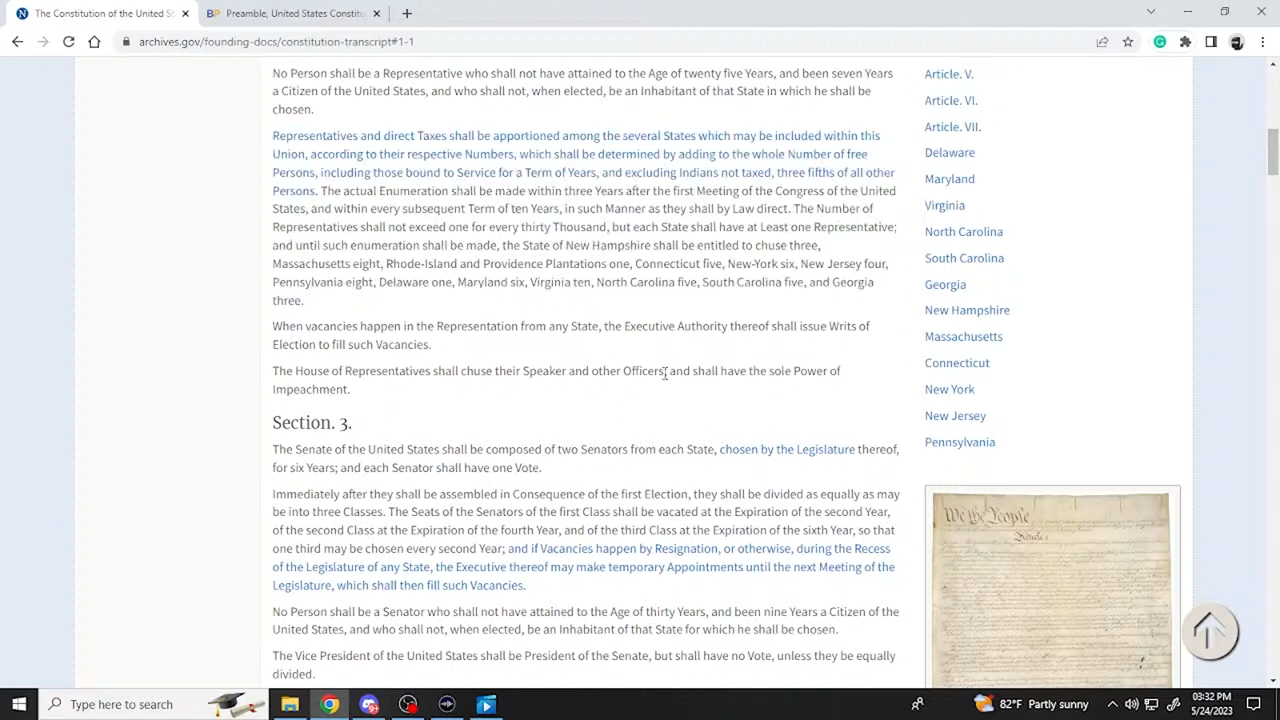 The Constitution of the United St
Preamble, United States Constitu
archives.gov/founding-docs/constitution-transcript#1-1
No Person shall be a Representative who shall not have attained to the Age of twenty five Years, and been seven Years
a Citizen of the United States, and who shall not, when elected, be an Inhabitant of that State in which he shall be
chosen.
Representatives and direct Taxes shall be apportioned among the several States which may be included within this
Union, according to their respective Numbers, which shall be determined by adding to the whole Number of free
Persons, including those bound to Service for a Term of Years, and excluding Indians not taxed, three fifths of all other
Persons. The actual Enumeration shall be made within three Years after the first Meeting of the Congress of the United
States, and within every subsequent Term of ten Years, in such Manner as they shall by Law direct. The Number of
Representatives shall not exceed one for every thirty Thousand, but each State shall have at Least one Representative;
and until such enumeration shall be made, the State of New Hampshire shall be entitled to chuse three,
Massachusetts eight, Rhode-Island and Providence Plantations one, Connecticut five, New-York six, New Jersey four,
Pennsylvania eight, Delaware one, Maryland six, Virginia ten, North Carolina five, South Carolina five, and Georgia
three.
When vacancies happen in the Representation from any State, the Executive Authority thereof shall issue Writs of
Election to fill such Vacancies.
The House of Representatives shall chuse their Speaker and other Officers; and shall have the sole Power of
Impeachment.
Section. 3.
The Senate of the United States shall be composed of two Senators from each State, chosen by the Legislature thereof,
for six Years; and each Senator shall have one Vote.
Immediately after they shall be assembled in Consequence of the first Election, they shall be divided as equally as may
be into three Classes. The Seats of the Senators of the first Class shall be vacated at the Expiration of the second Year,
of the second Class at the Expiration of the fourth Year, and of the third Class at the Expiration of the sixth Year, so that
one third may be chosen every second Year; and if Vacancies happen by Resignation, or otherwise, during the Recess
of the Legislature of any State, the Executive thereof may make temporary Appointments until the next Meeting of the
Legislature, which shall then fill such Vacancies.
No Person shall be a Senator who shall not have attained to the Age of thirty Years, and been nine Years a Citizen of the
United States, and who shall not, when elected, be an Inhabitant of that State for which he shall be chosen.
The Vice President of the United States shall be President of the Senate, but shall have no Vote, unless they be equally
divided.
Article. V.
Article. VI.
Article. VII.
Delaware
Maryland
Virginia
North Carolina
South Carolina
Georgia
New Hampshire
Massachusetts
Connecticut
New York
New Jersey
Pennsylvania
We the People
Type here to search
82°F Partly sunny
03:32 PM
5/24/2023